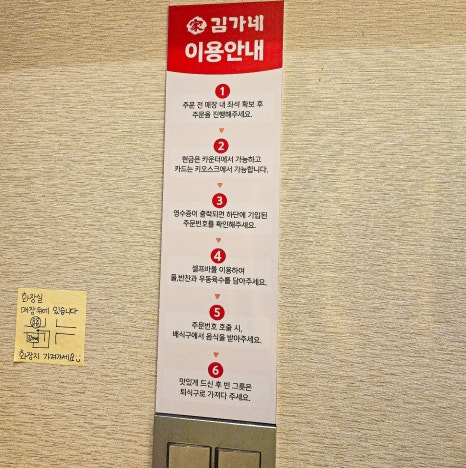 家 김가네
이용안내
1
주문 전 매장 내 좌석 확보 후
주문을 진행해주세요.
2
현금은 카운터에서 가능하고
카드는 키오스크에서 가능합니다.
3
영수증이 출력되면 하단에 기입된
주문번호를 확인해주세요.
4
셀프바를 이용하여
물,반찬과 우동육수를 담아주세요.
5
주문번호 호출 시,
배식구에서 음식을 받아주세요.
6
맛있게 드신 후 빈 그릇은
퇴식구로 가져다 주세요.
화장실
매장뒤에 있습니다
화장지 가져가세요